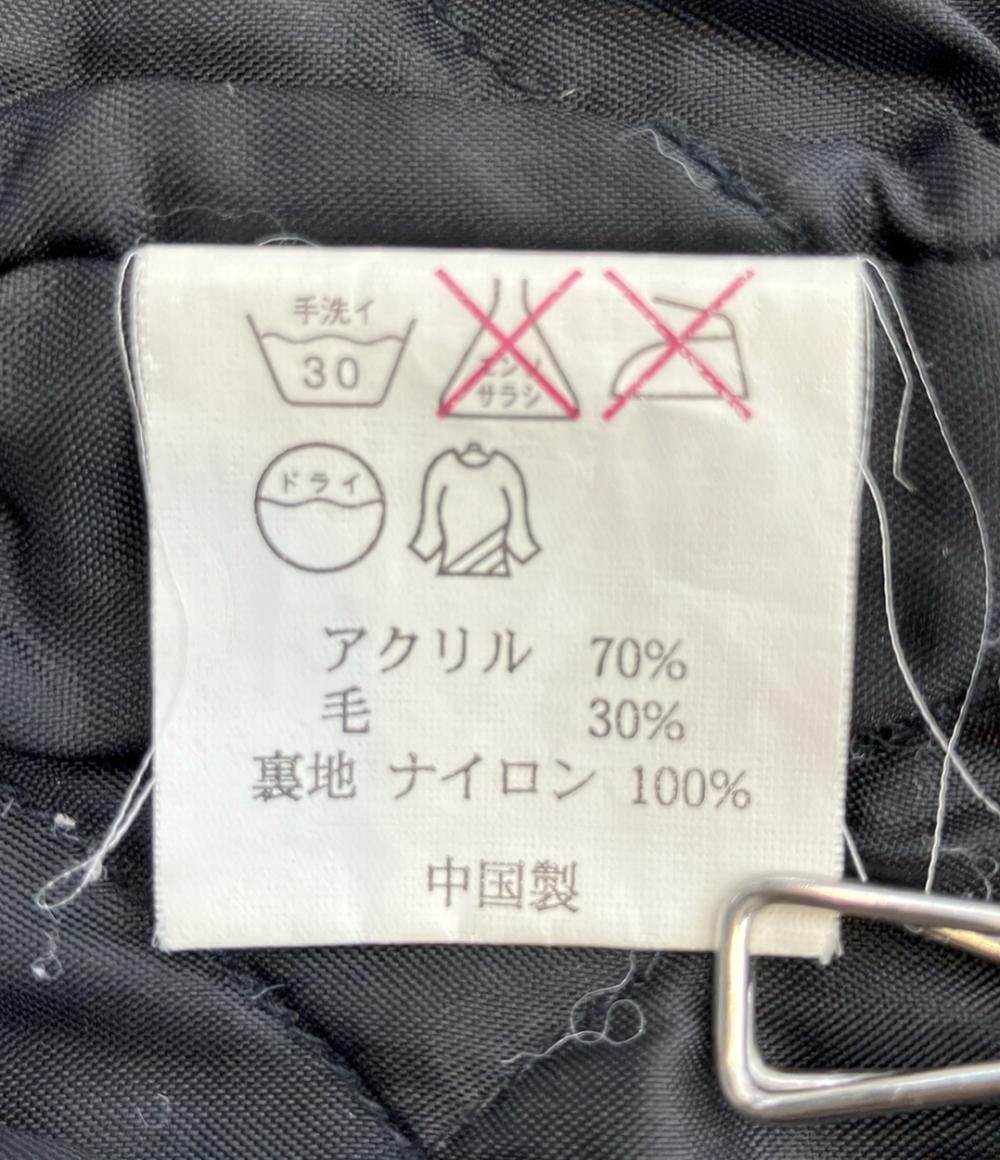 手洗イ
30
エンソ
サラシ
ドライ
アクリル 70%
毛 30%
裏地 ナイロン 100%
中国製